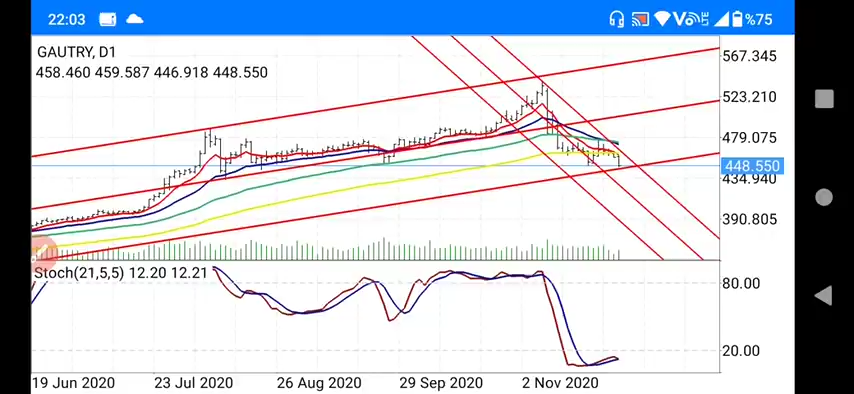 22:03
LTE
%75
GAUTRY, D1
458.460 459.587 446.918 448.550
567.345
523.210
479.075
448.550
434.940
390.805
Stoch(21,5,5) 12.20 12.21
80.00
20.00
19 Jun 2020
23 Jul 2020
26 Aug 2020
29 Sep 2020
2 Nov 2020